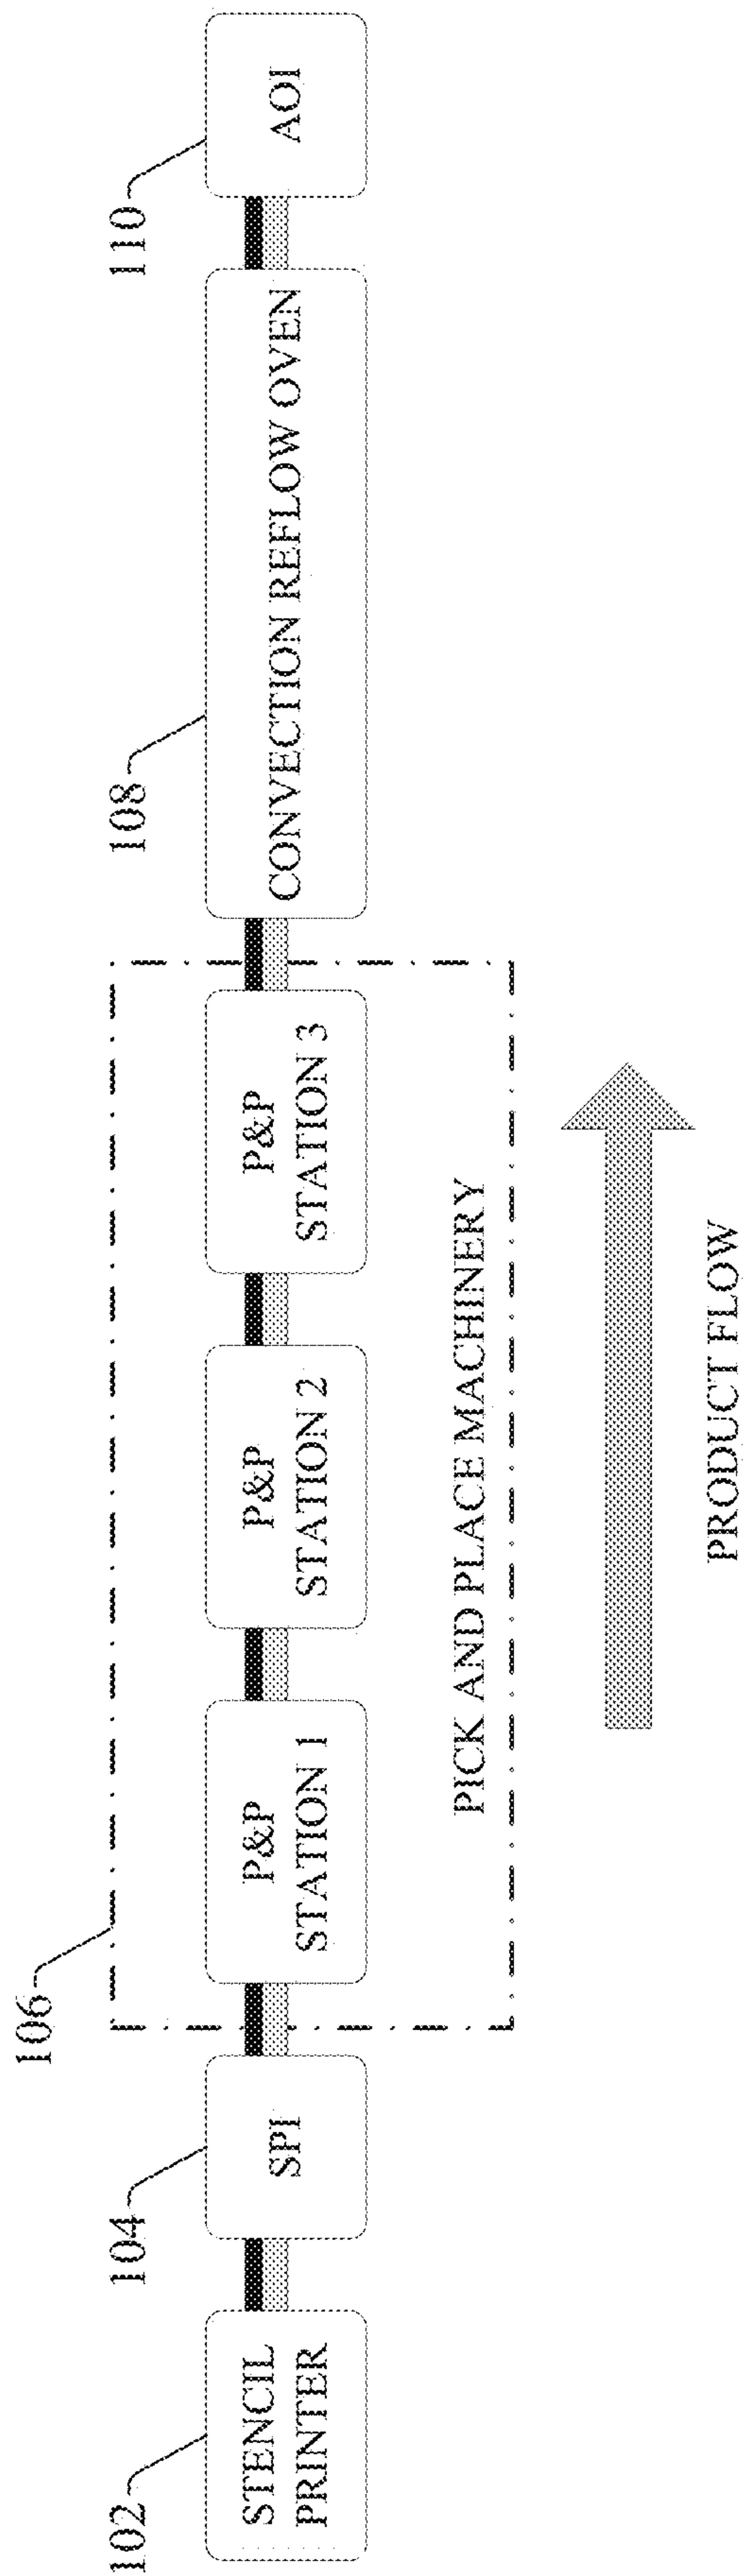 102
STENCIL
PRINTER
104
SPI
106
P&P
STATION 1
P&P
STATION 2
P&P
STATION 3
PICK AND PLACE MACHINERY
108
CONVECTION REFLOW OVEN
110
AOI
PRODUCT FLOW